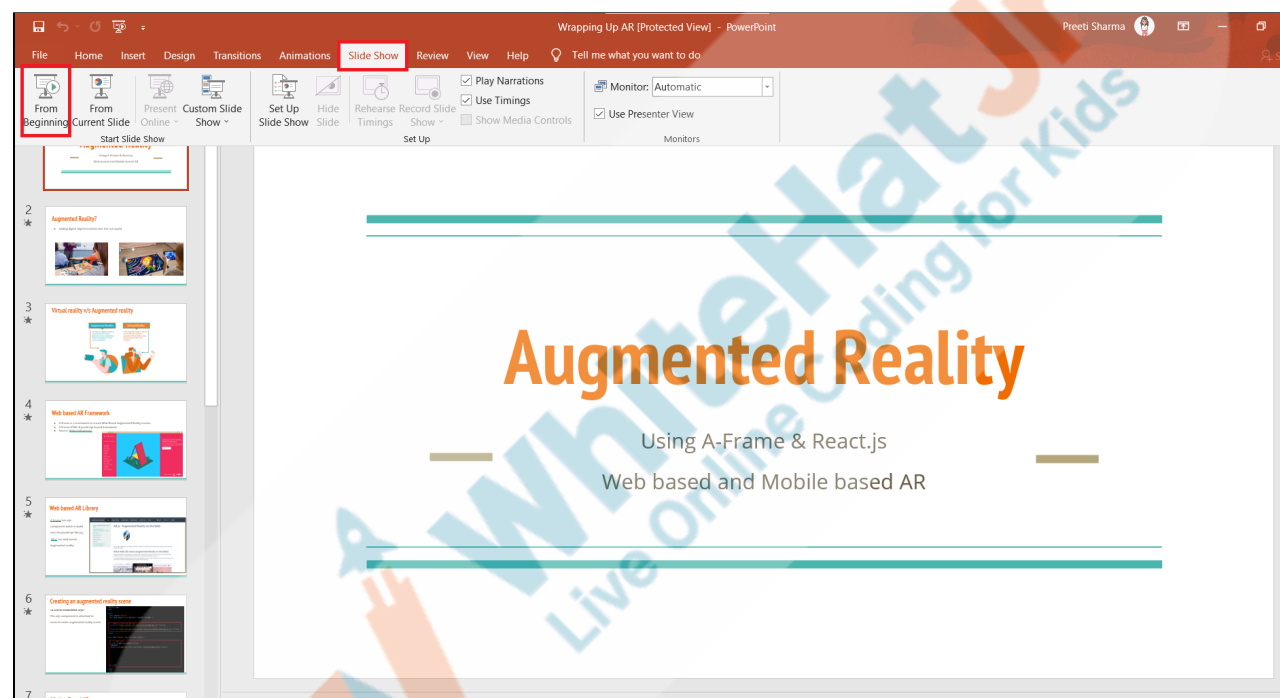 Wrapping Up AR [Protected View] - PowerPoint
Preeti Sharma
File Home Insert Design Transitions Animations Slide Show Review View Help Tell me what you want to do
From Beginning
From Current Slide
Present Online
Custom Slide Show
Start Slide Show
Set Up Slide Show
Hide Slide
Rehearse Timings
Record Slide Show
Play Narrations
Use Timings
Show Media Controls
Set Up
Monitor: Automatic
Use Presenter View
Monitors
Augmented Reality
2
Augmented Reality?
3
Virtual reality v/s Augmented reality
4
Web based AR Framework
5
Web based AR Library
6
Creating an augmented reality scene
7
Augmented Reality
Using A-Frame & React.js
Web based and Mobile based AR
WhiteHat Jr
Live Online Coding for Kids